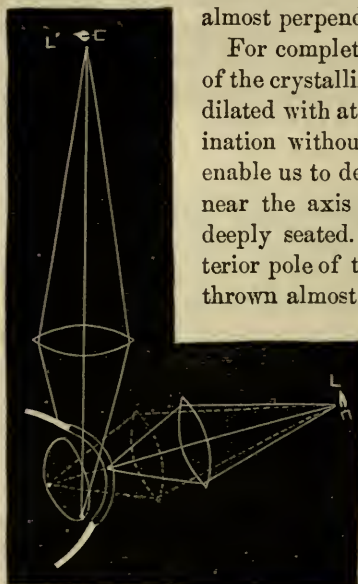 almost perpend
For complet
of the crystalli
dilated with at
ination withou
enable us to de
near the axis
deeply seated.
terior pole of t
thrown almost
L'
L